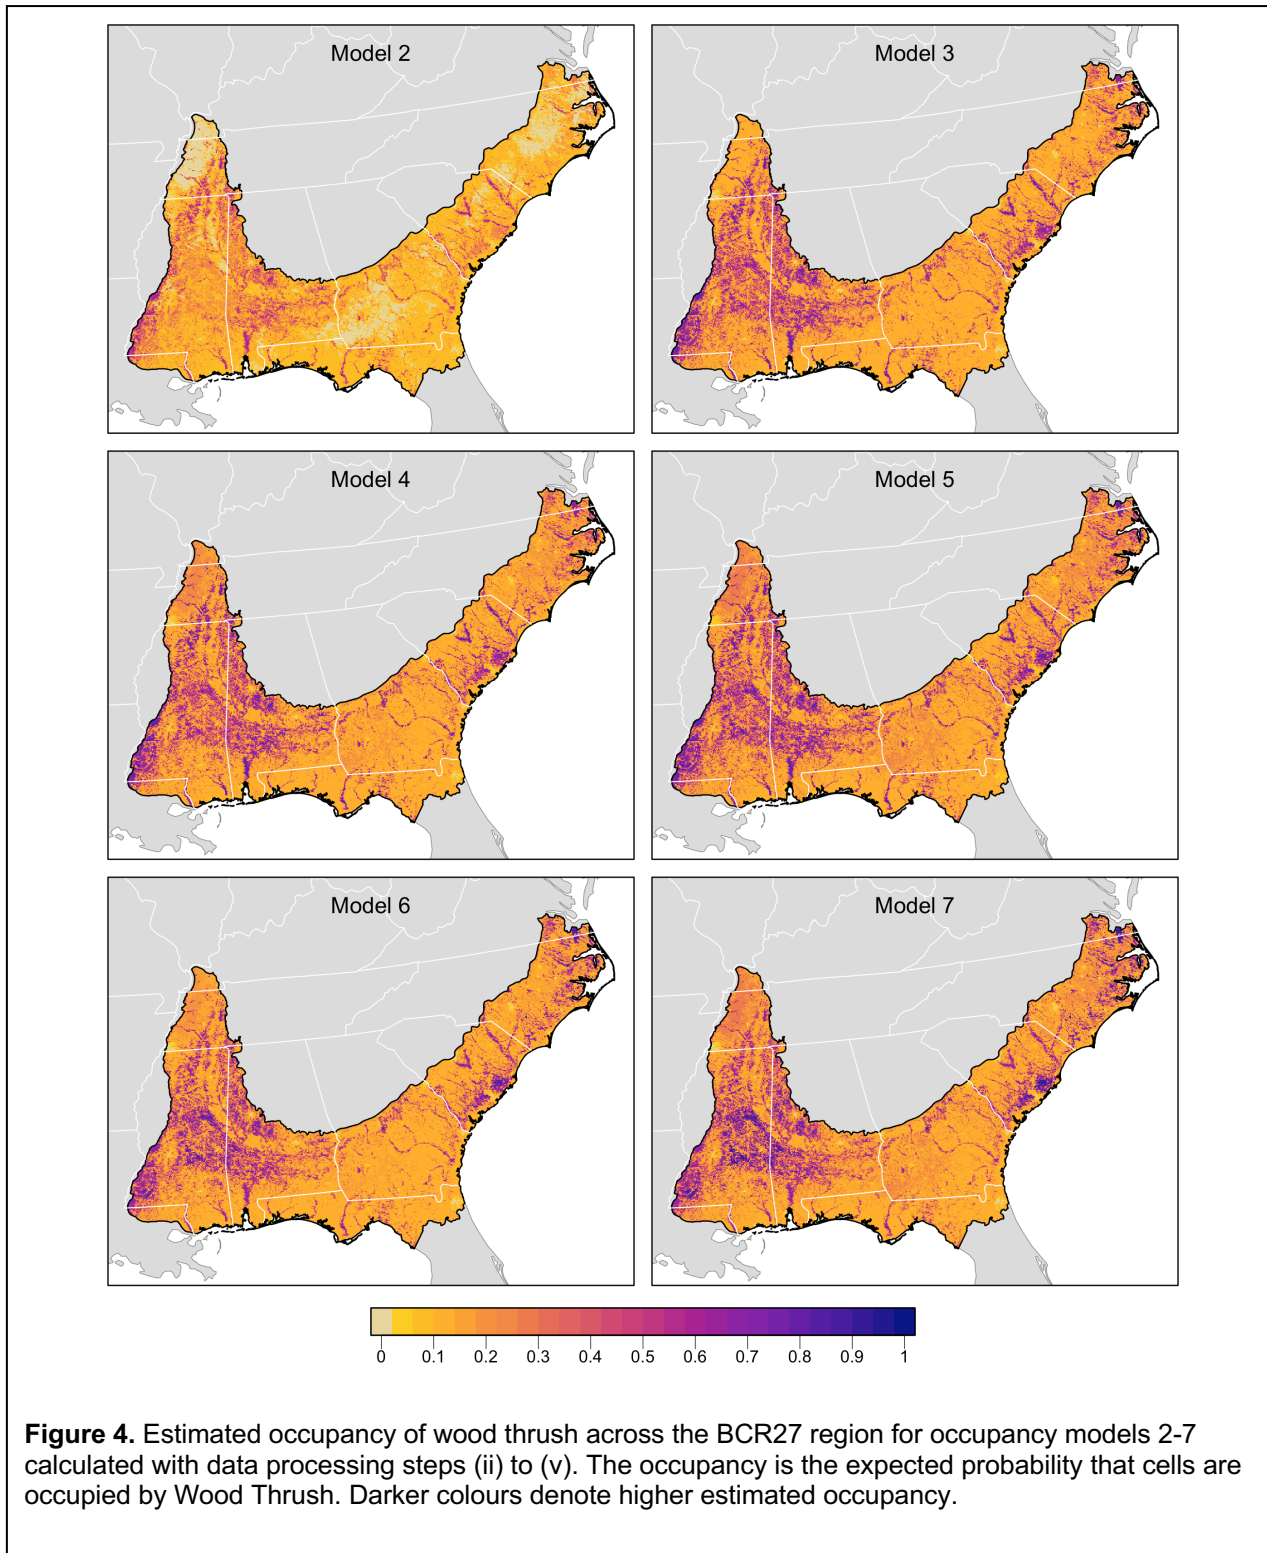 Model 2
Model 3
Model 4
Model 5
Model 6
Model 7
0 0.1 0.2 0.3 0.4 0.5 0.6 0.7 0.8 0.9 1
Figure 4. Estimated occupancy of wood thrush across the BCR27 region for occupancy models 2-7
calculated with data processing steps (ii) to (v). The occupancy is the expected probability that cells are
occupied by Wood Thrush. Darker colours denote higher estimated occupancy.